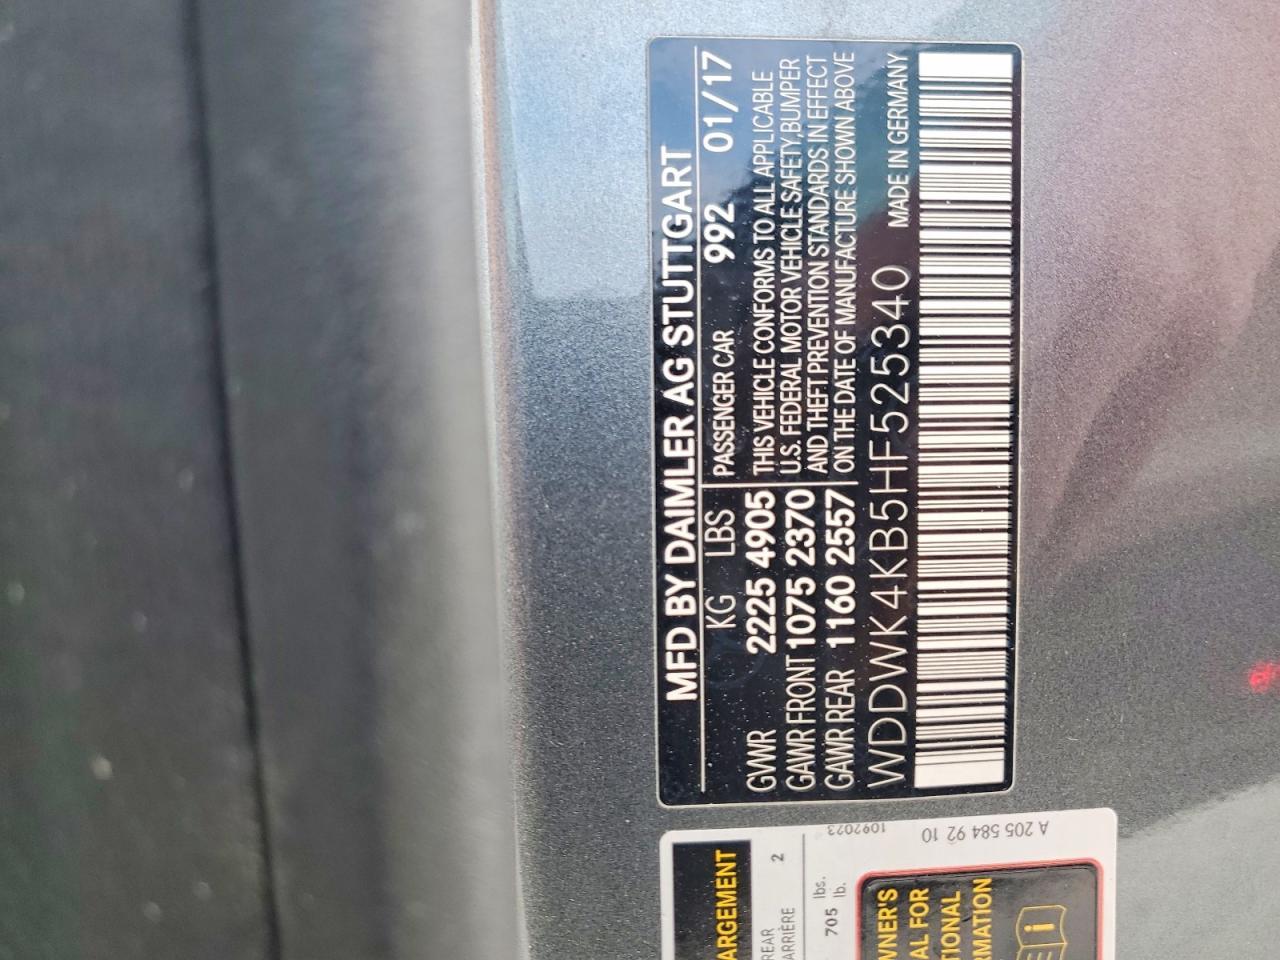 MFD BY DAIMLER AG STUTTGART
KG LBS PASSENGER CAR 992 01/17
GVWR 2225 4905 THIS VEHICLE CONFORMS TO ALL APPLICABLE
GAWR FRONT 1075 2370 U.S. FEDERAL MOTOR VEHICLE SAFETY,BUMPER
AND THEFT PREVENTION STANDARDS IN EFFECT
GAWR REAR 1160 2557 ON THE DATE OF MANUFACTURE SHOWN ABOVE
WDDWK4KB5HF525340 MADE IN GERMANY
ARGEMENT
REAR 2
ARRIÈRE
705 lbs.
lb.
1092023
A 205 584 92 10
WNER'S
AL FOR
TIONAL
RMATION
i